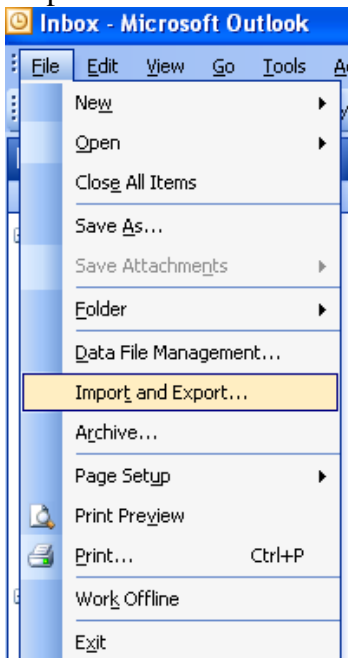 Inbox - Microsoft Outlook
File Edit View Go Tools
New
Open
Close All Items
Save As...
Save Attachments
Folder
Data File Management...
Import and Export...
Archive...
Page Setup
Print Preview
Print... Ctrl+P
Work Offline
Exit